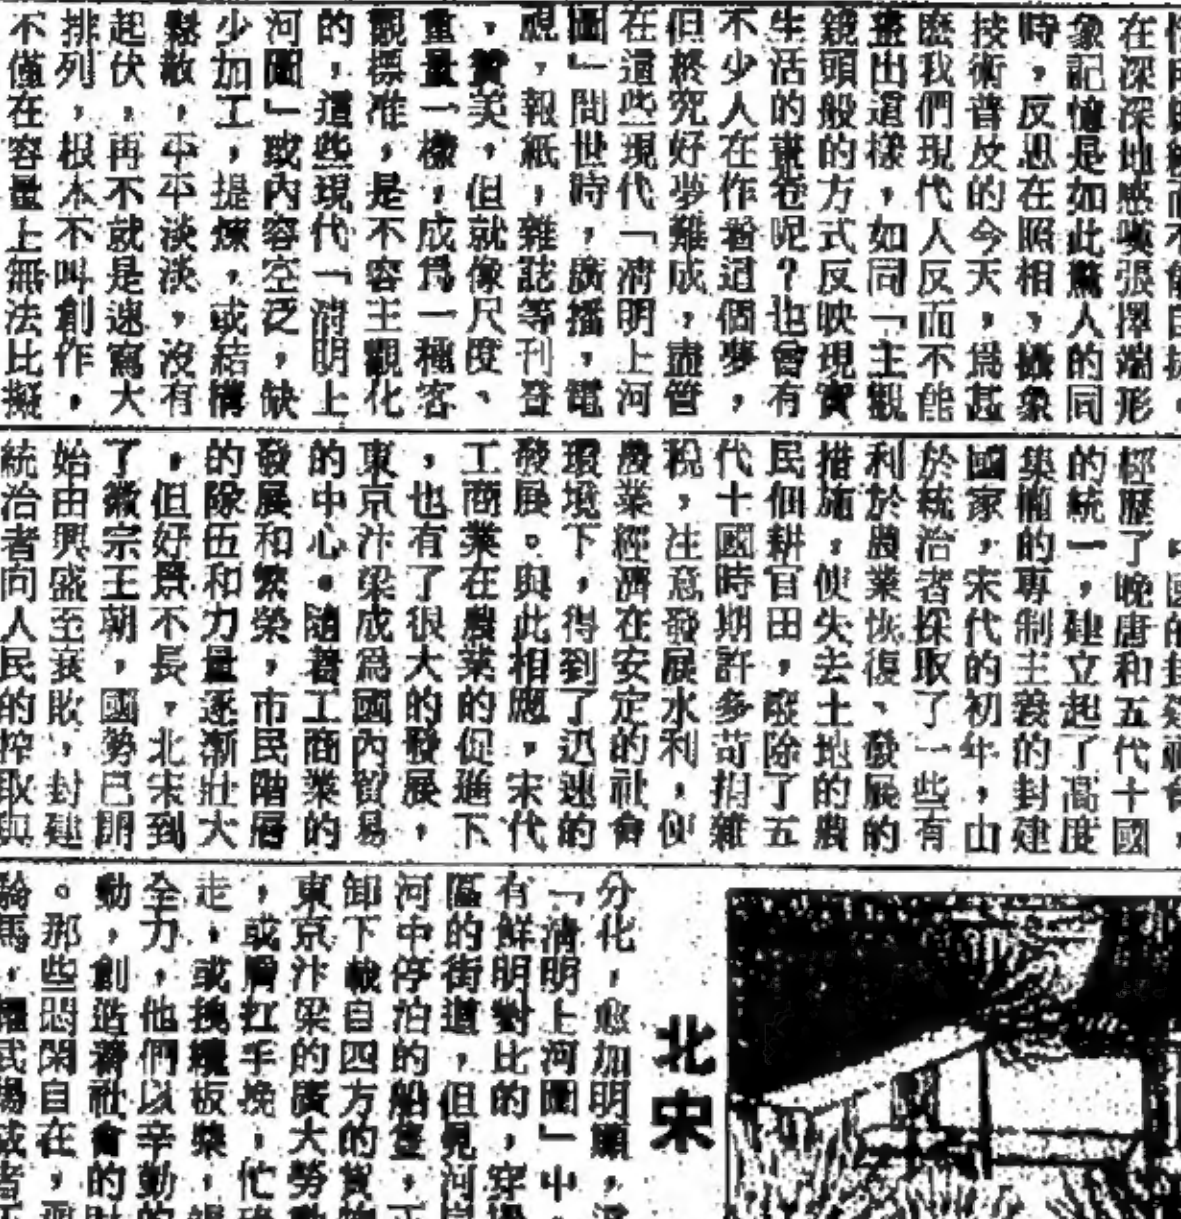 在深深地感嘆張擇端形
象記憶是如此驚人的同
時，反思在照相、攝象
技術普及的今天，為甚
麽我們現代人反而不能
畫出這樣，如同「主觀
鏡頭般的方式反映現實
生活的畫卷呢？也會有
不少人在作着這個夢，
但終究好夢難成，盡管
在這些現代「清明上河
圖」問世時，廣播，電
視，報紙，雜誌等刊登
，贊美，但就像尺度、
重量一樣，成爲一種客
觀標准，是不容主觀化
的，這些現代「清明上
河圖」或內容空泛，缺
少加工，提煉，或結構
鬆散，平平淡淡，沒有
起伏，再不就是速寫大
排列，根本不叫創作，
不僅在容量上無法比擬
經歷了晚唐和五代十國
的統一，建立起了高度
集權的專制主義的封建
國家，宋代的初年，由
於統治者採取了一些有
利於農業恢復、發展的
措施，使失去土地的農
民佃耕官田，廢除了五
代十國時期許多苛捐雜
稅，注意發展水利，使
農業經濟在安定的社會
環境下，得到了迅速的
發展。與此相應，宋代
工商業在農業的促進下
，也有了很大的發展，
東京汴梁成爲國內貿易
的中心。隨着工商業的
發展和繁榮，市民階層
的隊伍和力量逐漸壯大
，但好景不長，北宋到
了徽宗王朝，國勢已開
始由興盛至衰敗，封建
統治者向人民的榨取與
北宋
分化，愈加明顯，
「清明上河圖」中，
有鮮明對比的，穿
區的街道，但見河
河中停泊的船隻，
卸下載自四方的貨物
東京汴梁的廣大勞動
，或肩扛手挽，忙碌
走，或挽纜板槳，
全力，他們以辛勤的
動，創造着社會的財
。那些悶閑自在，
騎馬，